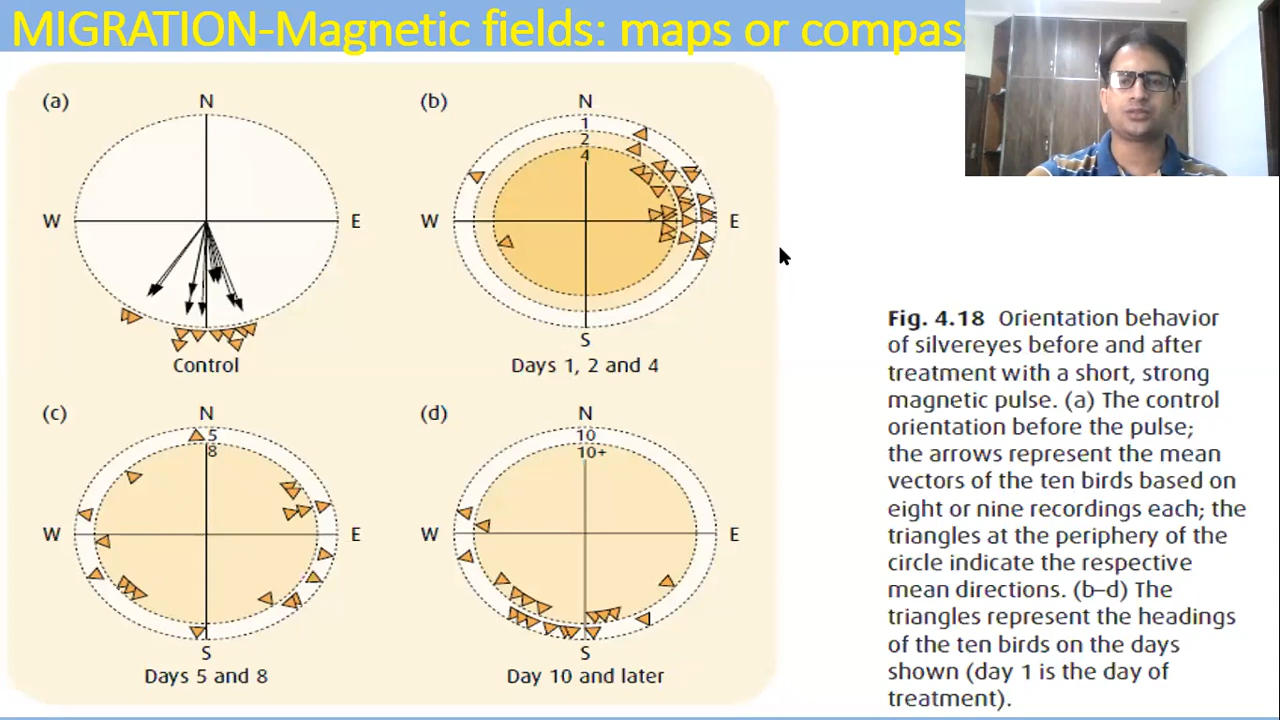 MIGRATION-Magnetic fields: maps or compas
(a)
N
W
E
Control
(b)
N
1
2
4
W
E
S
Days 1, 2 and 4
(c)
N
5
8
W
E
S
Days 5 and 8
(d)
N
10
10+
W
E
S
Day 10 and later
Fig. 4.18 Orientation behavior
of silvereyes before and after
treatment with a short, strong
magnetic pulse. (a) The control
orientation before the pulse;
the arrows represent the mean
vectors of the ten birds based on
eight or nine recordings each; the
triangles at the periphery of the
circle indicate the respective
mean directions. (b–d) The
triangles represent the headings
of the ten birds on the days
shown (day 1 is the day of
treatment).